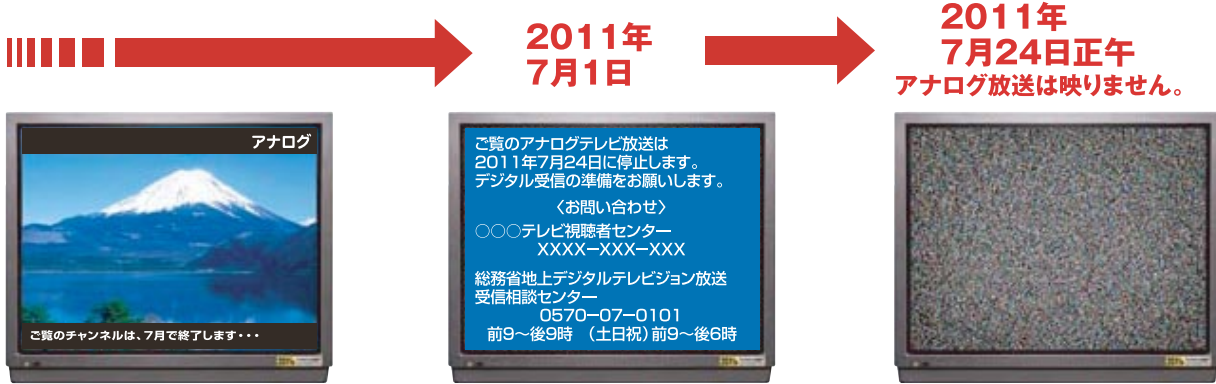 2011年
7月1日
2011年
7月24日正午
アナログ放送は映りません。
アナログ
ご覧のチャンネルは、7月で終了します・・・
ご覧のアナログテレビ放送は
2011年7月24日に停止します。
デジタル受信の準備をお願いします。
〈お問い合わせ〉
○○○テレビ視聴者センター
XXXX−XXX−XXX
総務省地上デジタルテレビジョン放送
受信相談センター
0570−07−0101
前9〜後9時 （土日祝）前9〜後6時